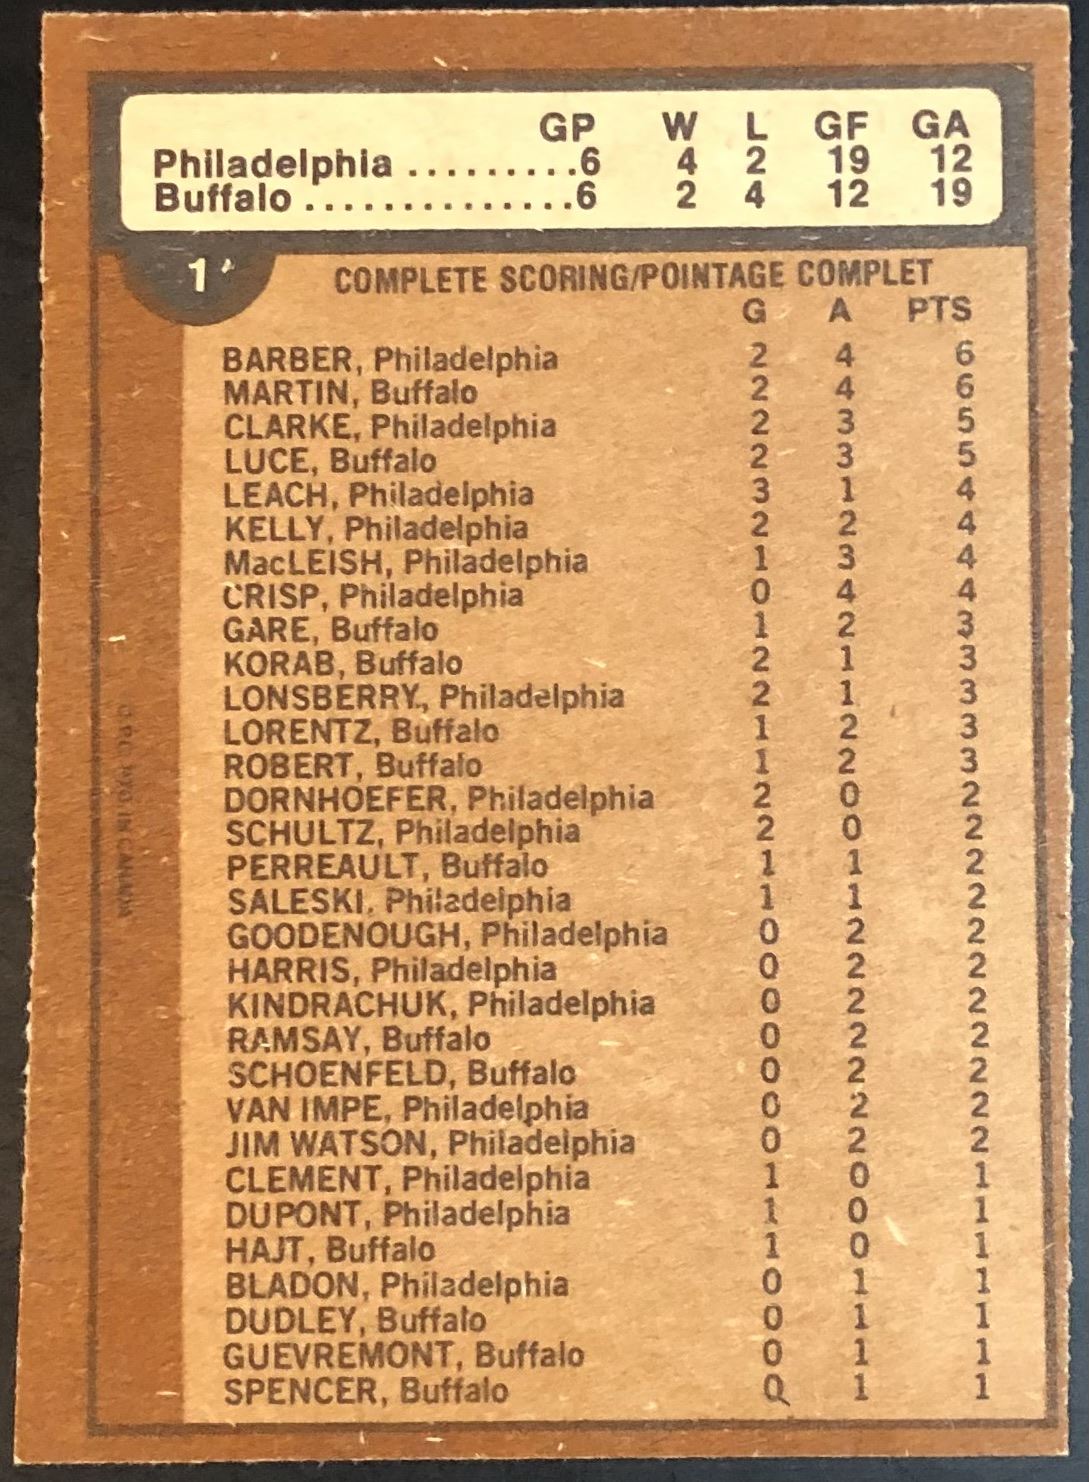 GP W L GF GA
Philadelphia .........6 4 2 19 12
Buffalo ..............6 2 4 12 19
1
COMPLETE SCORING/POINTAGE COMPLET
G A PTS
BARBER, Philadelphia 2 4 6
MARTIN, Buffalo 2 4 6
CLARKE, Philadelphia 2 3 5
LUCE, Buffalo 2 3 5
LEACH, Philadelphia 3 1 4
KELLY, Philadelphia 2 2 4
MacLEISH, Philadelphia 1 3 4
CRISP, Philadelphia 0 4 4
GARE, Buffalo 1 2 3
KORAB, Buffalo 2 1 3
LONSBERRY, Philadelphia 2 1 3
LORENTZ, Buffalo 1 2 3
ROBERT, Buffalo 1 2 3
DORNHOEFER, Philadelphia 2 0 2
SCHULTZ, Philadelphia 2 0 2
PERREAULT, Buffalo 1 1 2
SALESKI, Philadelphia 1 1 2
GOODENOUGH, Philadelphia 0 2 2
HARRIS, Philadelphia 0 2 2
KINDRACHUK, Philadelphia 0 2 2
RAMSAY, Buffalo 0 2 2
SCHOENFELD, Buffalo 0 2 2
VAN IMPE, Philadelphia 0 2 2
JIM WATSON, Philadelphia 0 2 2
CLEMENT, Philadelphia 1 0 1
DUPONT, Philadelphia 1 0 1
HAJT, Buffalo 1 0 1
BLADON, Philadelphia 0 1 1
DUDLEY, Buffalo 0 1 1
GUEVREMONT, Buffalo 0 1 1
SPENCER, Buffalo 0 1 1
IN CANADA